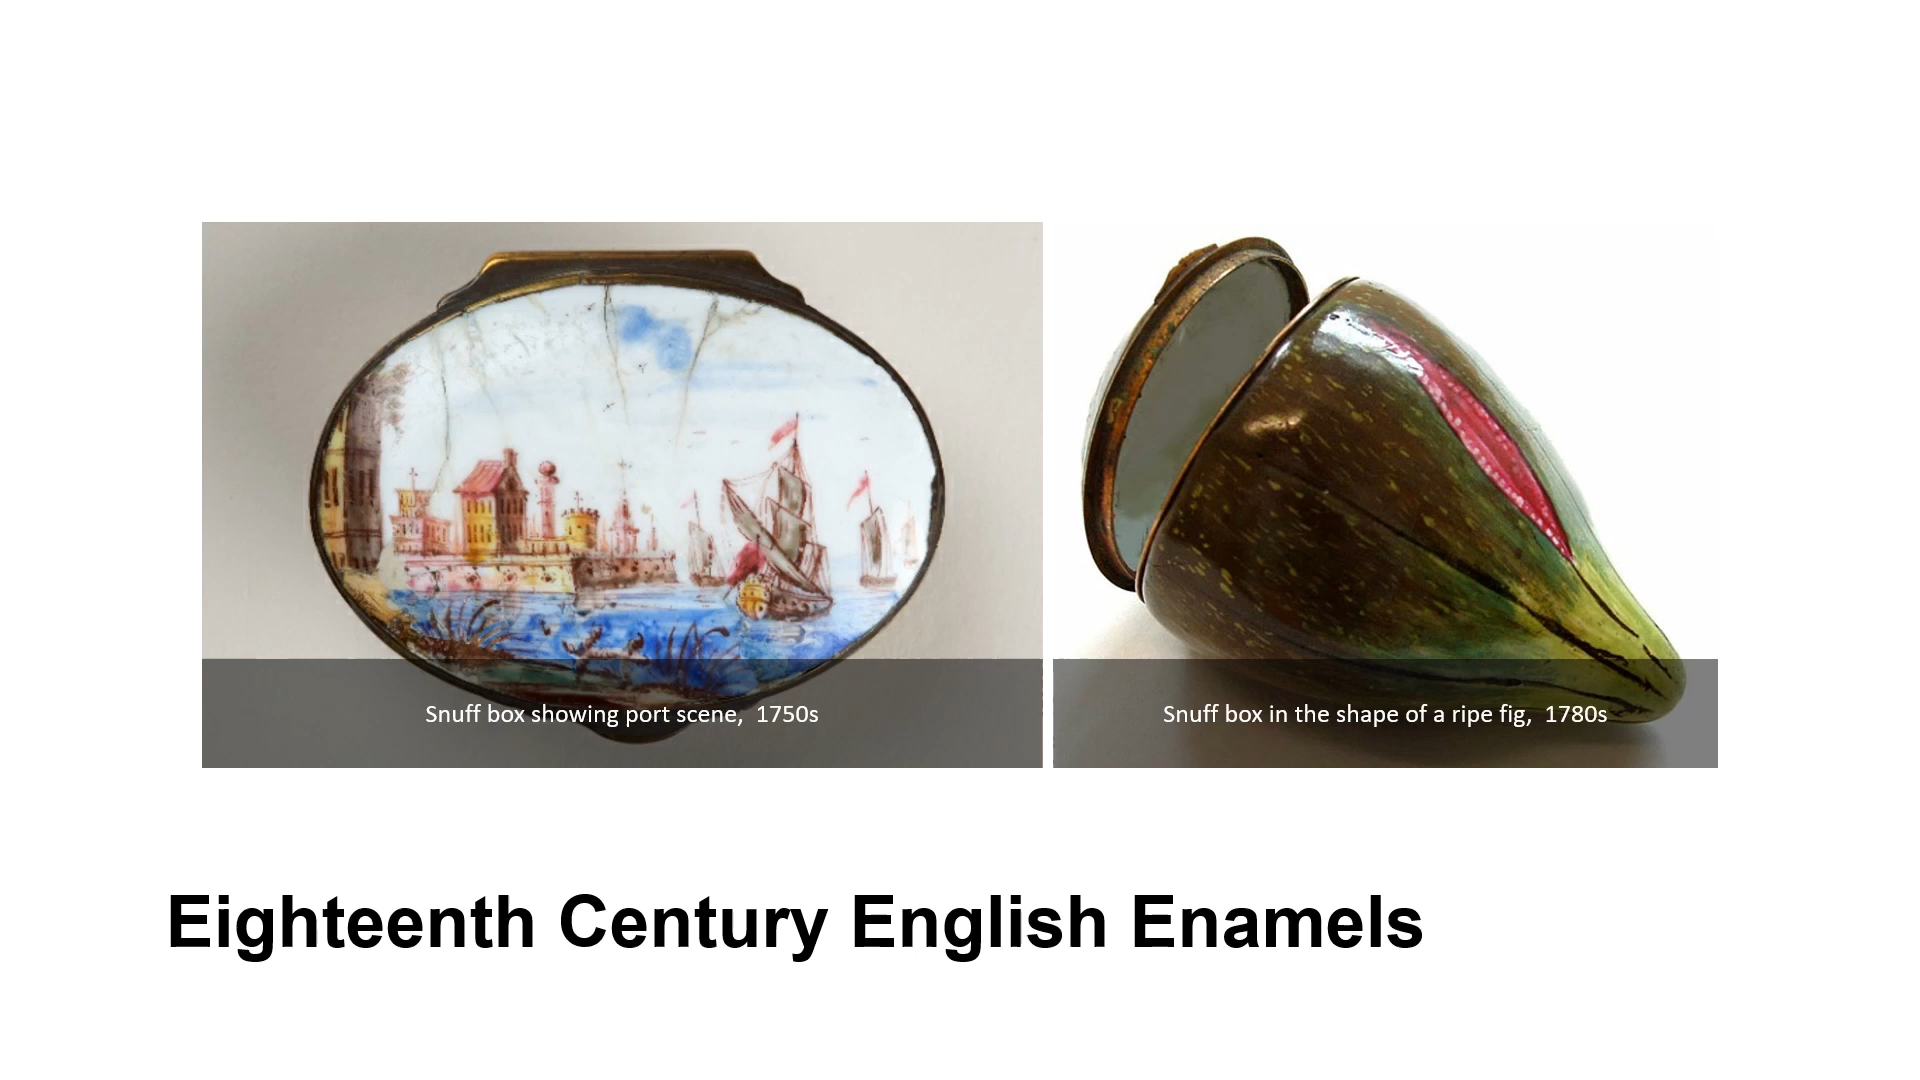 Snuff box showing port scene,  1750s
Snuff box in the shape of a ripe fig,  1780s
Eighteenth Century English Enamels